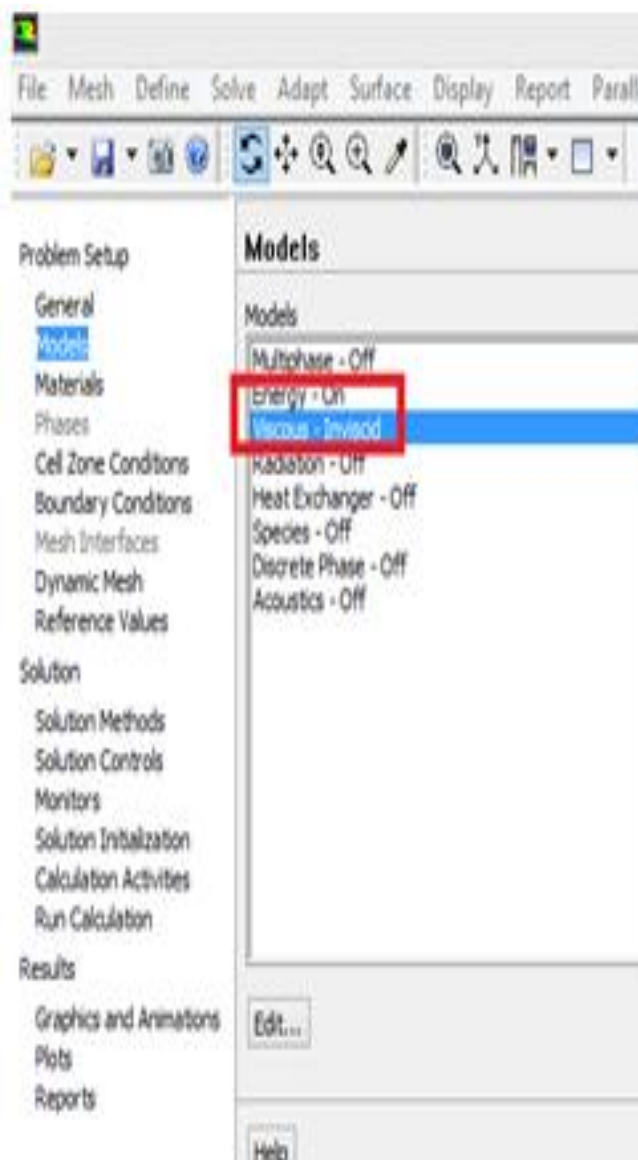 File Mesh Define Solve Adapt Surface Display Report Parall
Problem Setup
General
Models
Materials
Phases
Cell Zone Conditions
Boundary Conditions
Mesh Interfaces
Dynamic Mesh
Reference Values
Solution
Solution Methods
Solution Controls
Monitors
Solution Initialization
Calculation Activities
Run Calculation
Results
Graphics and Animations
Plots
Reports
Models
Models
Multiphase - Off
Energy - On
Viscous - Inviscid
Radiation - Off
Heat Exchanger - Off
Species - Off
Discrete Phase - Off
Acoustics - Off
Edit...
Help